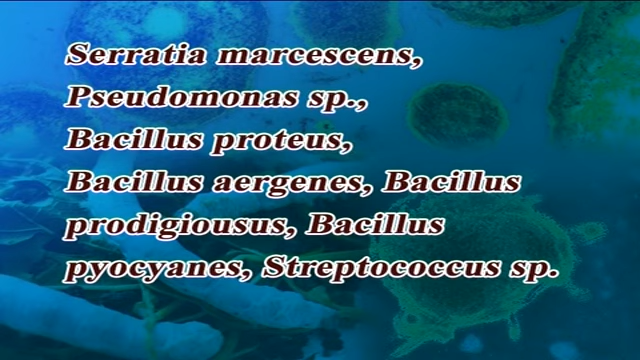 Serratia marcescens,
Pseudomonas sp.,
Bacillus proteus,
Bacillus aergenes, Bacillus
prodigiousus, Bacillus
pyocyanes, Streptococcus sp.